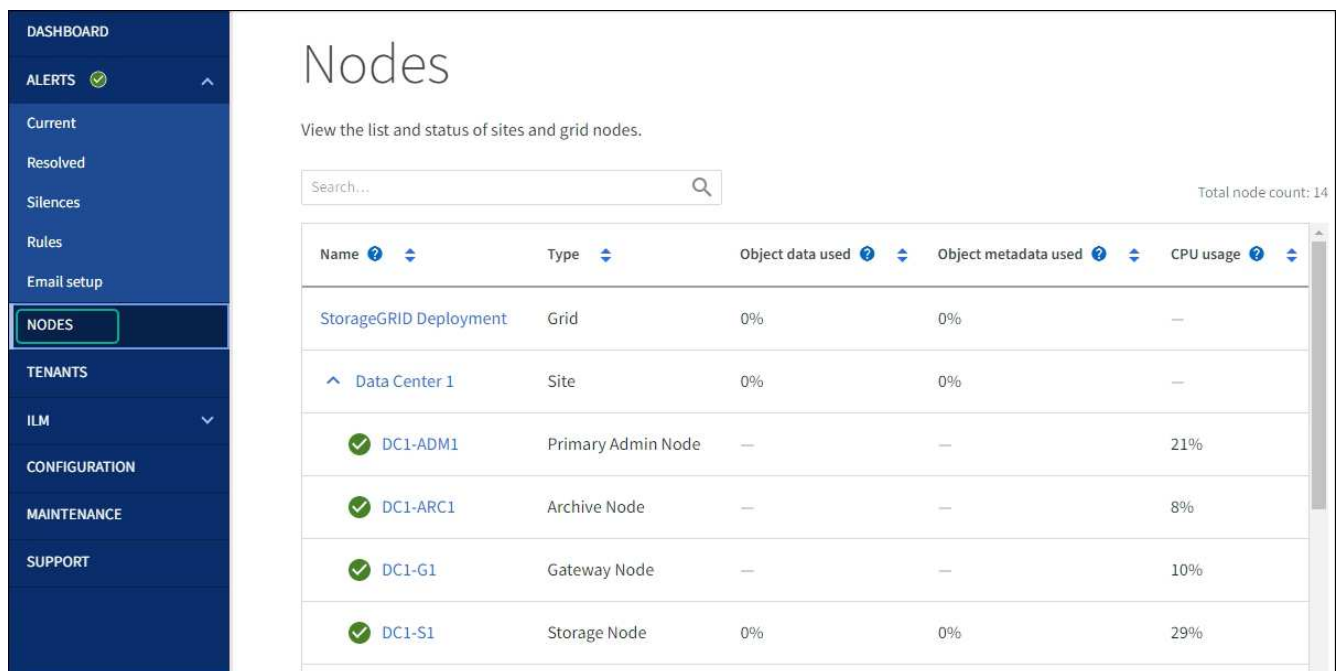 DASHBOARD
ALERTS
Current
Resolved
Silences
Rules
Email setup
NODES
TENANTS
ILM
CONFIGURATION
MAINTENANCE
SUPPORT
Nodes
View the list and status of sites and grid nodes.
Search...
Total node count: 14
Name ? Type Object data used ? Object metadata used ? CPU usage ?
StorageGRID Deployment Grid 0% 0% —
Data Center 1 Site 0% 0% —
DC1-ADM1 Primary Admin Node — — 21%
DC1-ARC1 Archive Node — — 8%
DC1-G1 Gateway Node — — 10%
DC1-S1 Storage Node 0% 0% 29%